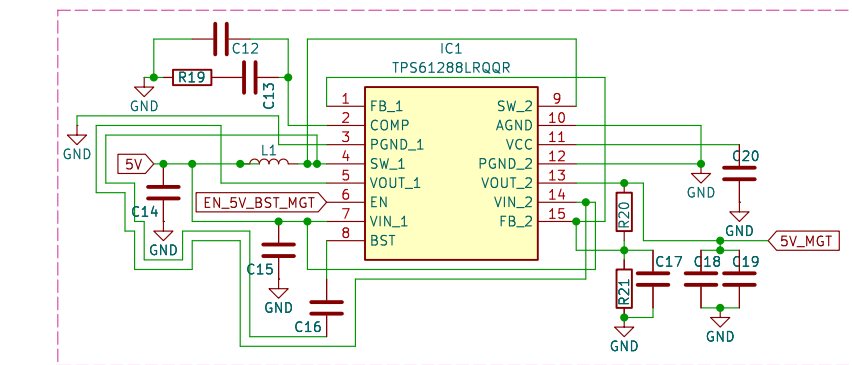 C12
IC1
TPS61288LRQQR
R19
C13
GND
1 FB_1 SW_2 9
2 COMP AGND 10
GND
3 PGND_1 VCC 11
L1
C20
5V
4 SW_1 PGND_2 12
5 VOUT_1 VOUT_2 13
GND
EN_5V_BST_MGT
6 EN VIN_2 14
C14
R20
7 VIN_1 FB_2 15
GND
GND
8 BST
5V_MGT
C15
C17
C18
C19
R21
GND
C16
GND
GND